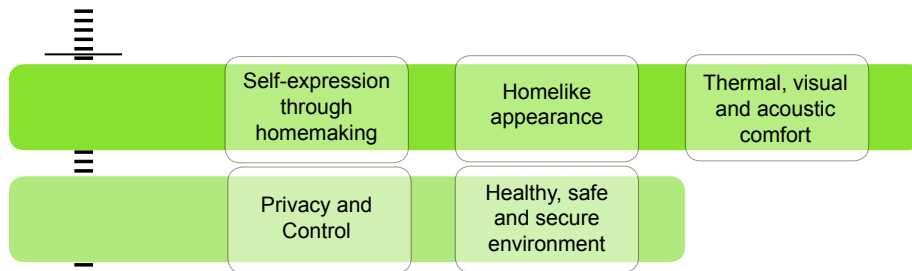 Self-expression
through
homemaking
Homelike
appearance
Thermal, visual
and acoustic
comfort
Privacy and
Control
Healthy, safe
and secure
environment